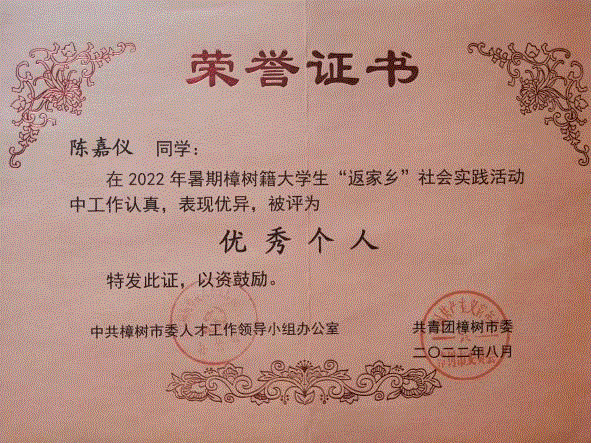 荣誉证书
陈嘉仪 同学：
在2022年暑期樟树籍大学生“返家乡”社会实践活动
中工作认真，表现优异，被评为
优秀个人
特发此证，以资鼓励。
中共樟树市委人才工作领导小组办公室
共青团樟树市委
二〇二二年八月